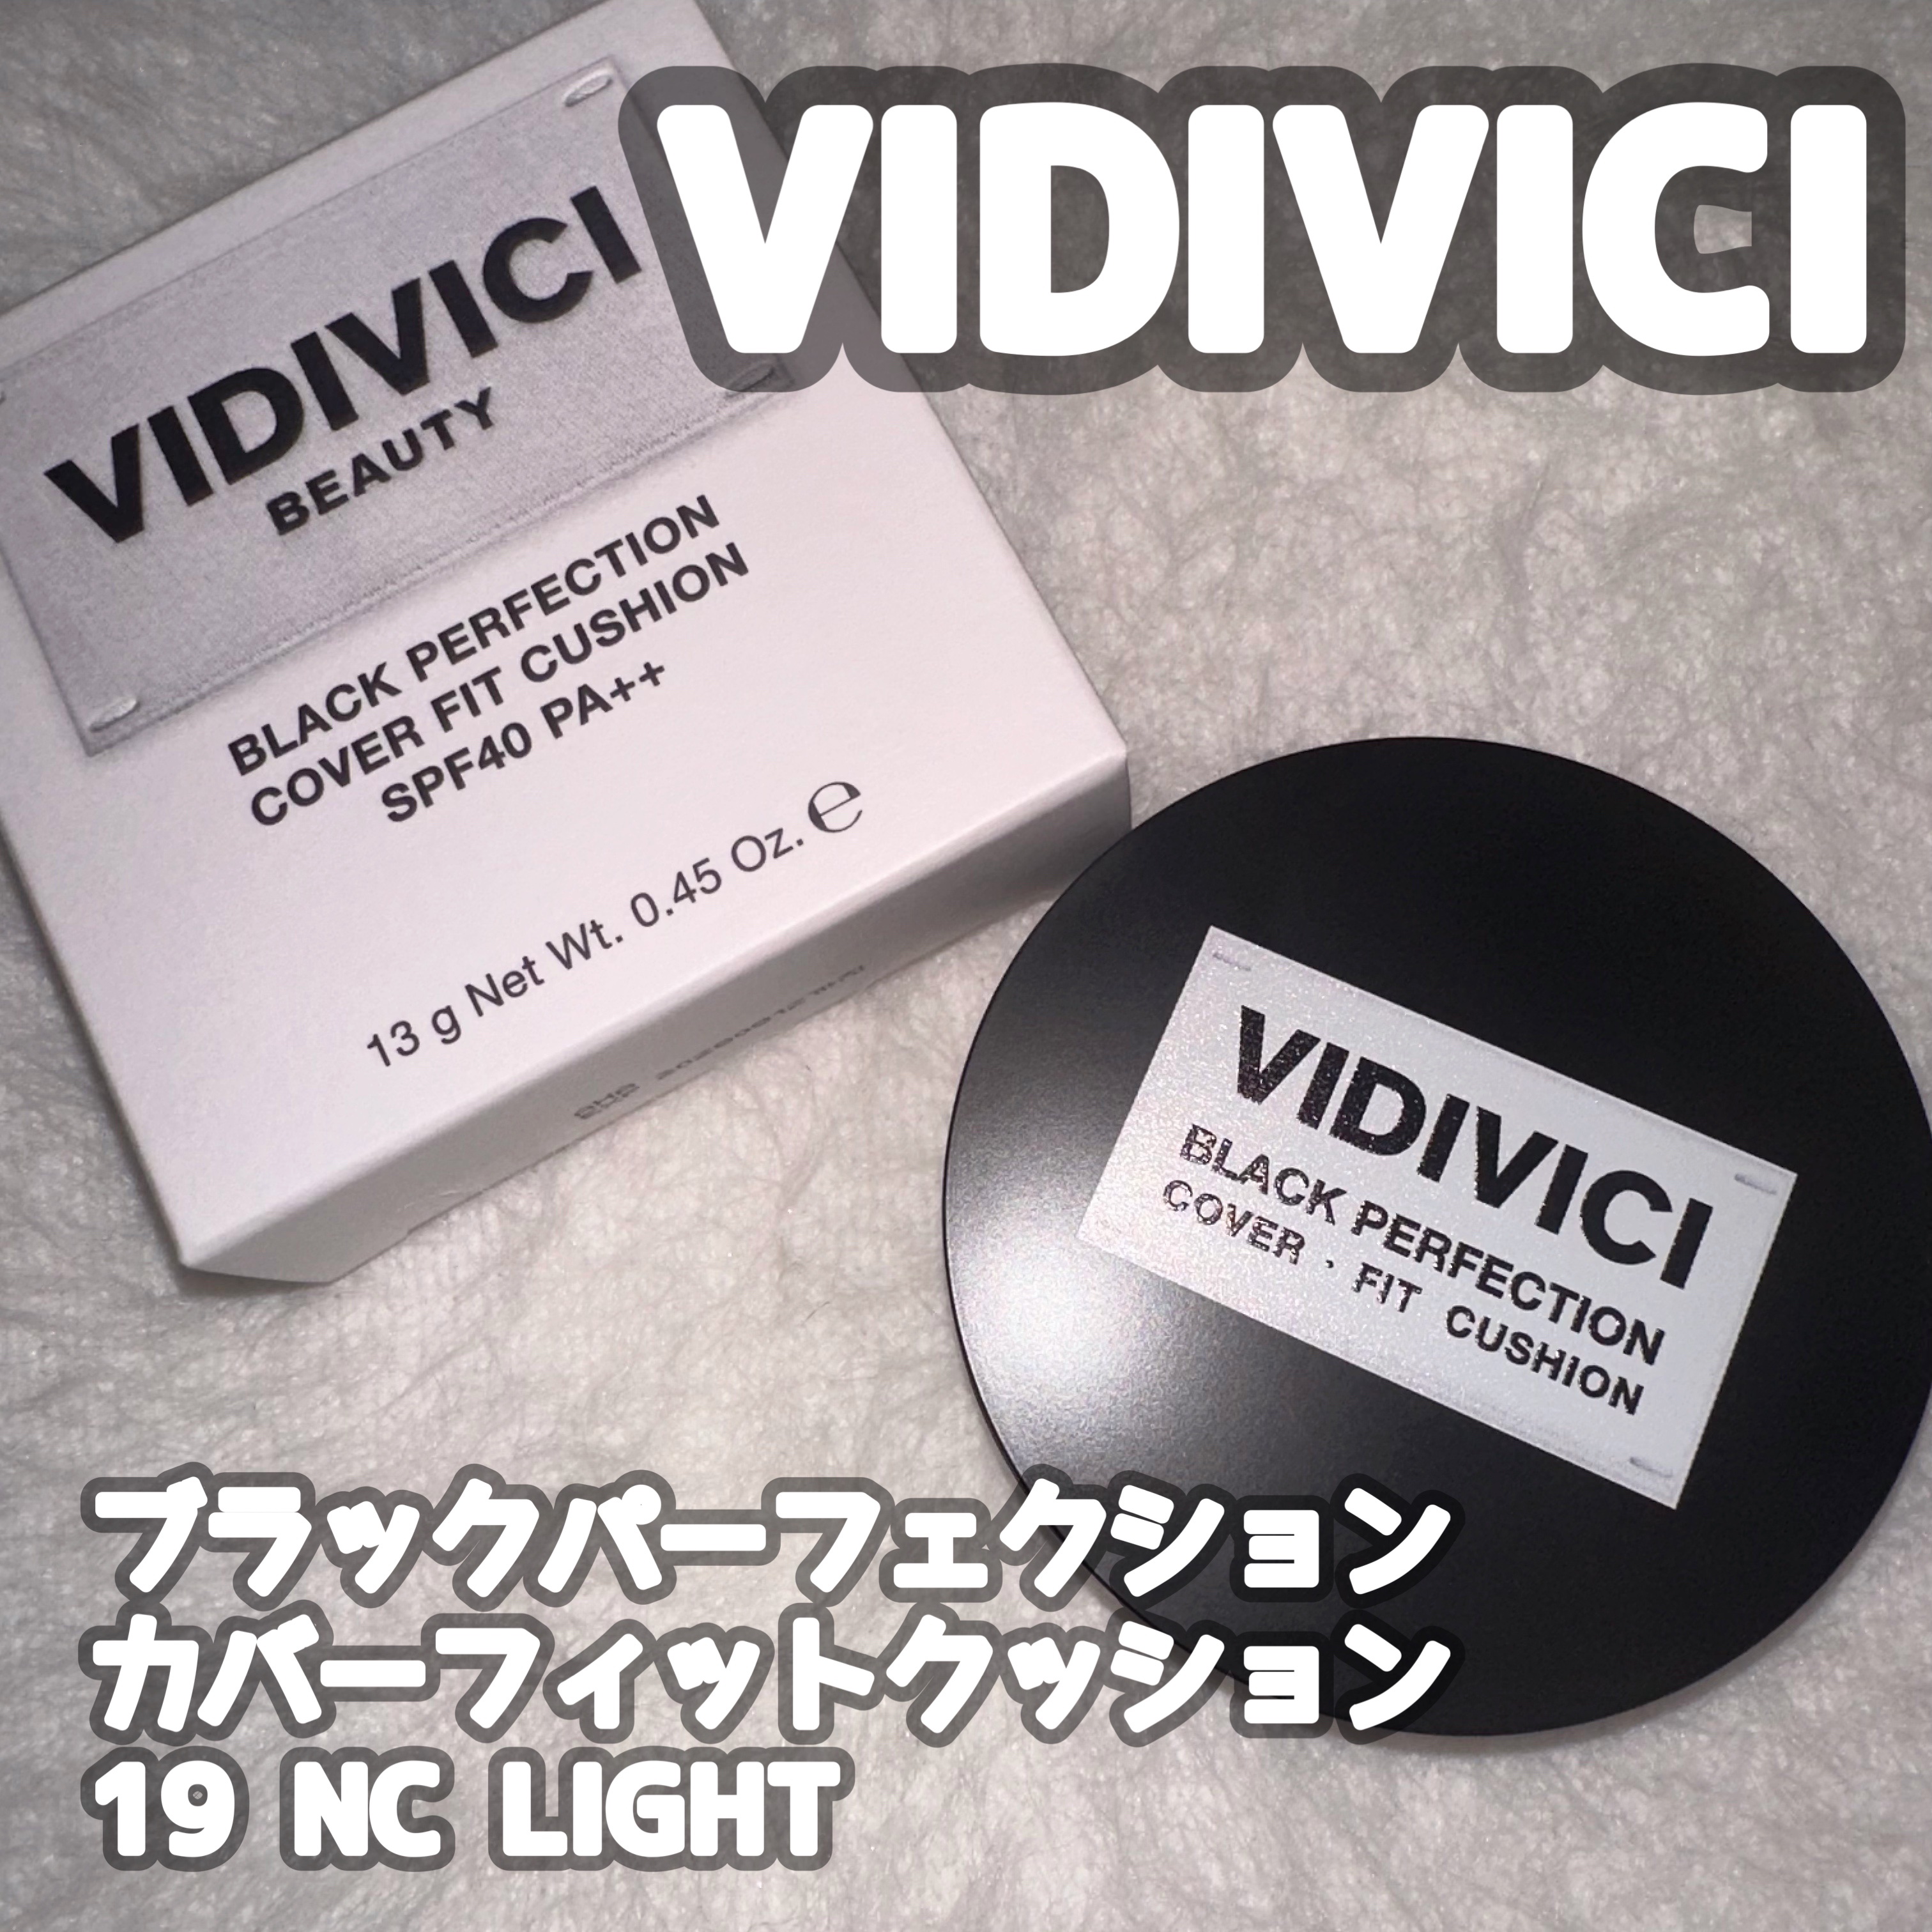 VIDIVICI
VIDIVICI
BEAUTY
BLACK PERFECTION
COVER FIT CUSHION
SPF40 PA++
13 g Net Wt. 0.45 Oz. ℮
VIDIVICI
BLACK PERFECTION
COVER · FIT CUSHION
ブラックパーフェクション
カバーフィットクッション
19 NC LIGHT